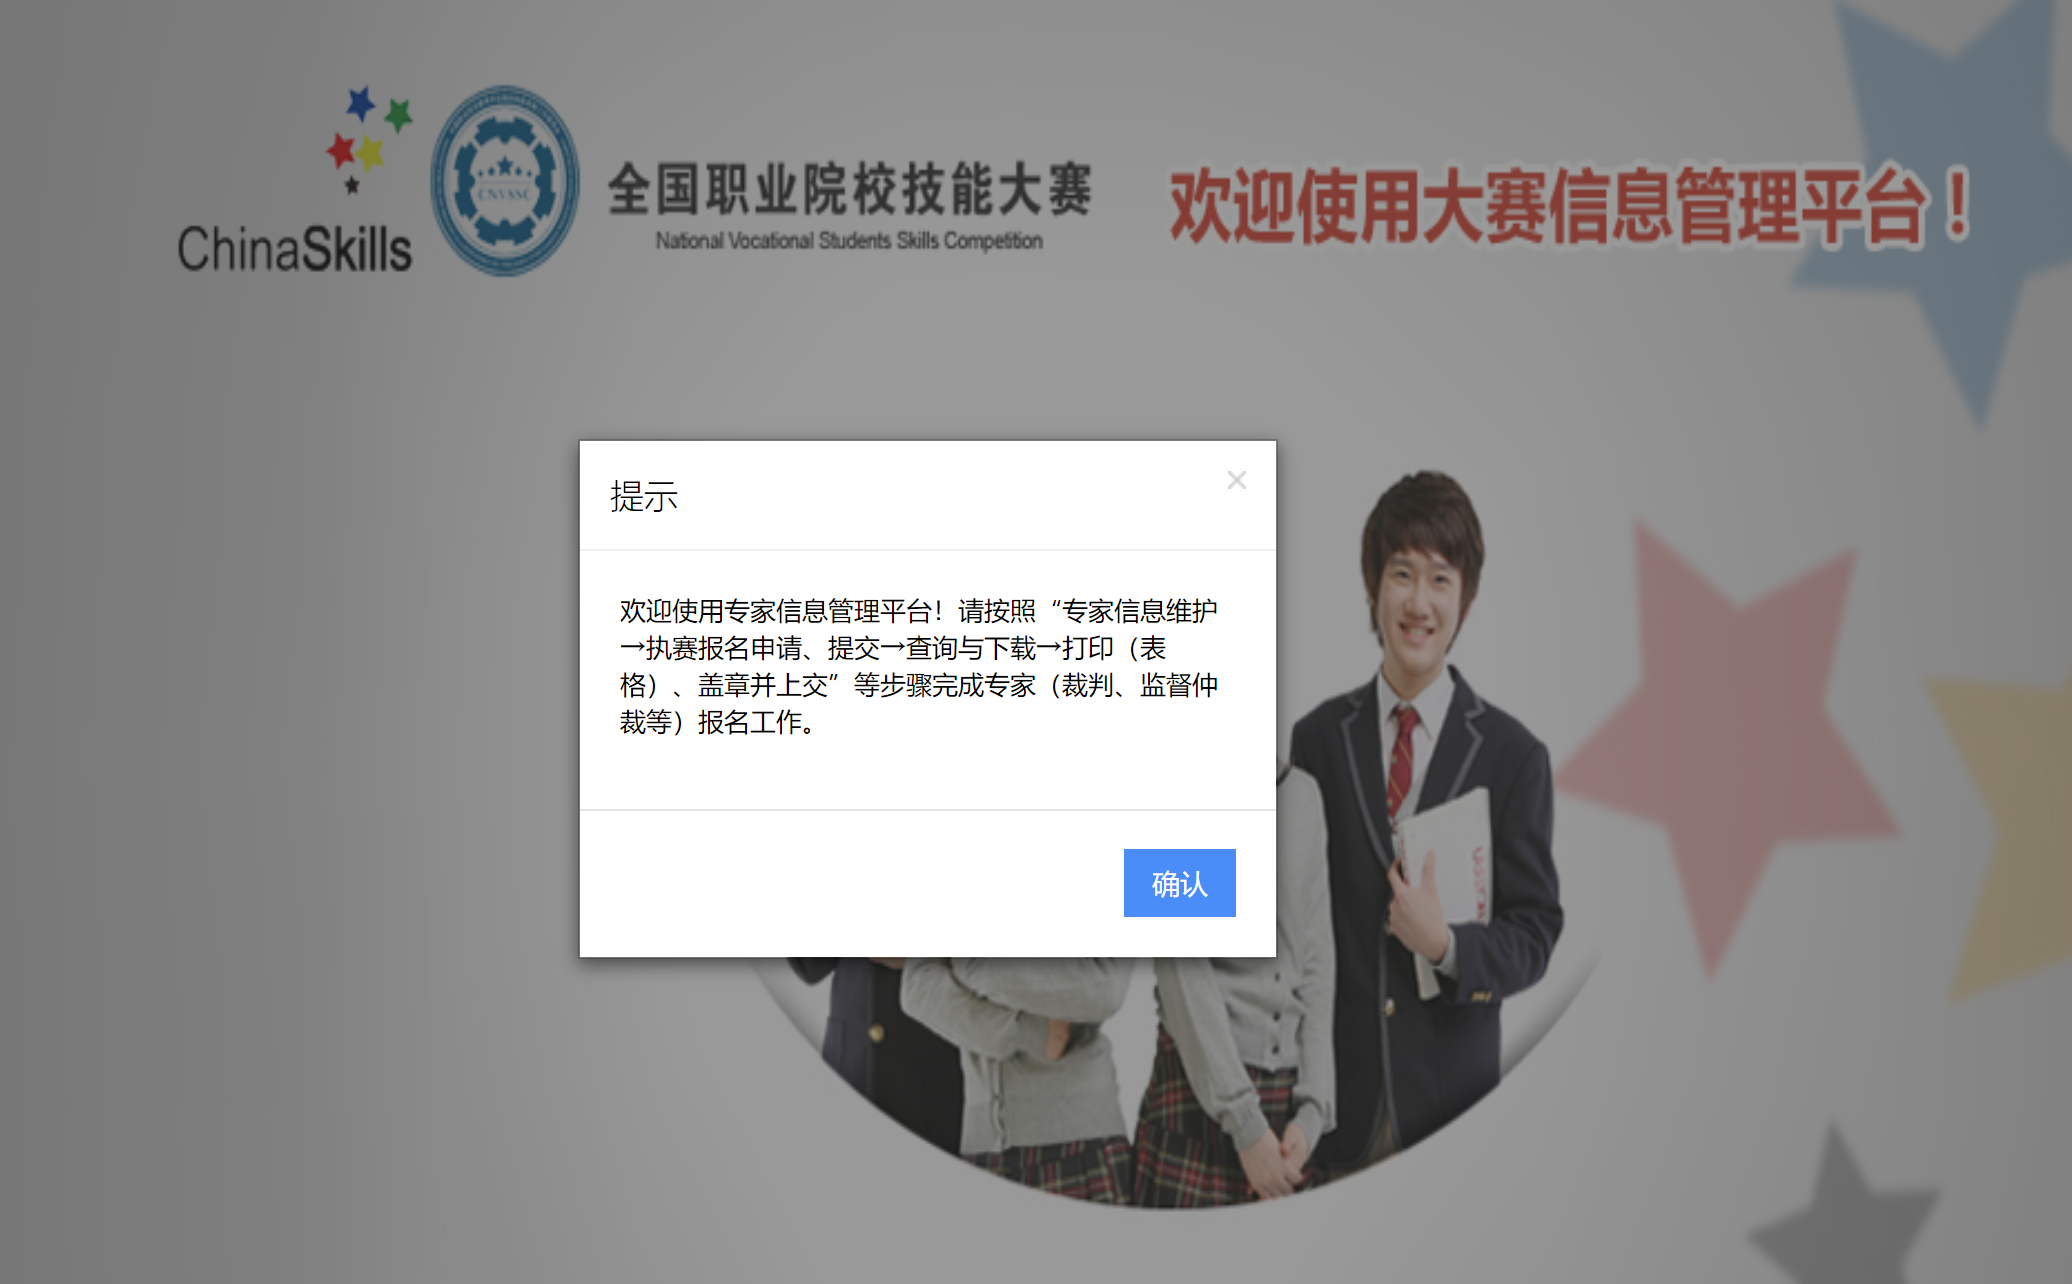 ChinaSkills
CNVSSC
全国职业院校技能大赛
National Vocational Students Skills Competition
欢迎使用大赛信息管理平台！
提示
×
欢迎使用专家信息管理平台！请按照“专家信息维护
→执赛报名申请、提交→查询与下载→打印（表
格）、盖章并上交”等步骤完成专家（裁判、监督仲
裁等）报名工作。
确认